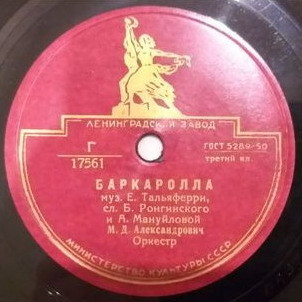 ЛЕНИНГРАДСКИЙ ЗАВОД
Г
17561
ГОСТ 5289-50
третий кл.
БАРКАРОЛЛА
муз. Е. Тальяферри,
сл. Б. Ронгинского
и А. Мануйловой
М. Д. Александрович
Оркестр
МИНИСТЕРСТВО КУЛЬТУРЫ СССР